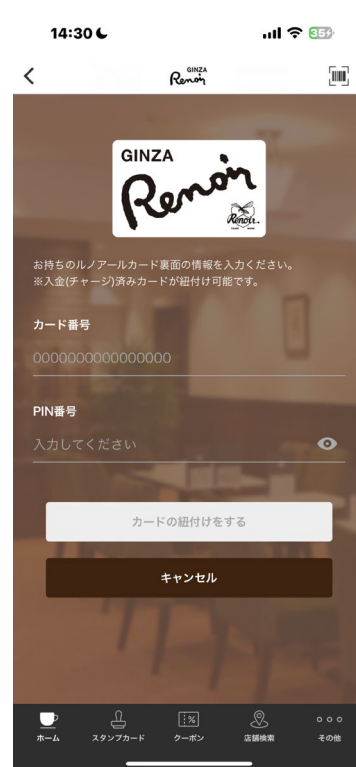 14:30
35
GINZA
Renoir
GINZA
Renoir
Renoir.
お持ちのルノアールカード裏面の情報を入力ください。
※入金(チャージ)済みカードが紐付け可能です。
カード番号
0000000000000000
PIN番号
入力してください
カードの紐付けをする
キャンセル
ホーム
スタンプカード
クーポン
店舗検索
その他